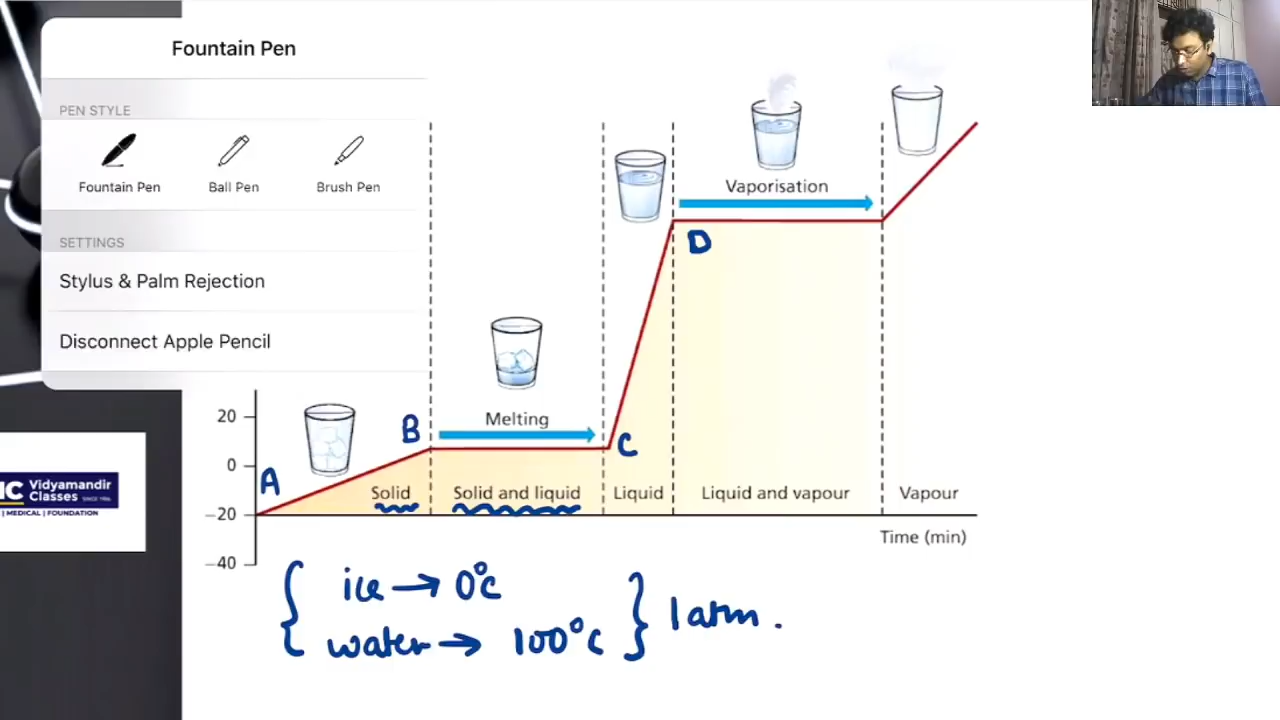 Fountain Pen
PEN STYLE
Fountain Pen
Ball Pen
Brush Pen
SETTINGS
Stylus & Palm Rejection
Disconnect Apple Pencil
Vaporisation
D
Melting
20
0
−20
−40
A
B
C
Solid
Solid and liquid
Liquid
Liquid and vapour
Vapour
Time (min)
Vidyamandir
Classes
SINCE 1986
| MEDICAL | FOUNDATION
ice → 0°C
water → 100°C
1 atm.